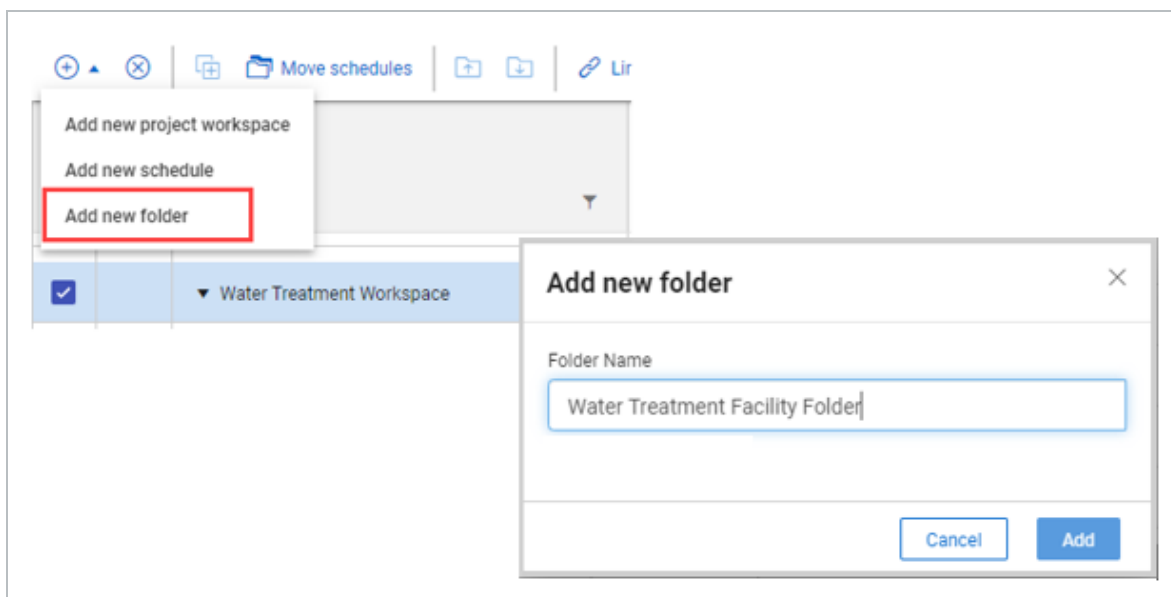 Move schedules
Lir
Add new project workspace
Add new schedule
Add new folder
Water Treatment Workspace
Add new folder
Folder Name
Water Treatment Facility Folder
Cancel
Add